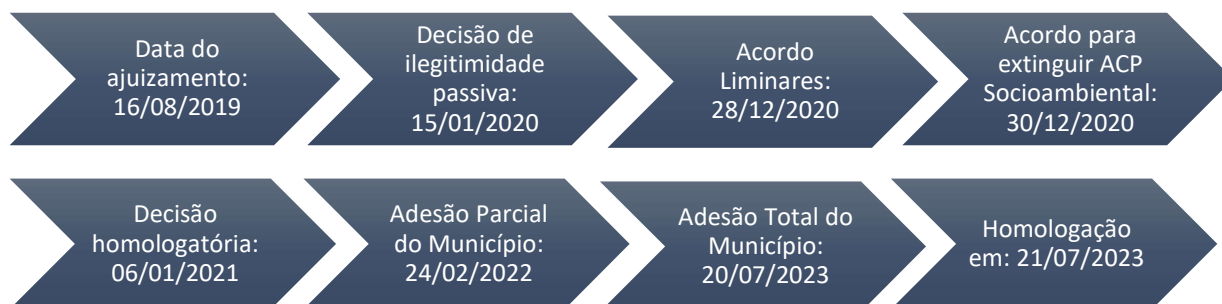 Data do
ajuizamento:
16/08/2019
Decisão de
ilegitimidade
passiva:
15/01/2020
Acordo
Liminares:
28/12/2020
Acordo para
extinguir ACP
Socioambiental:
30/12/2020
Decisão
homologatória:
06/01/2021
Adesão Parcial
do Município:
24/02/2022
Adesão Total do
Município:
20/07/2023
Homologação
em: 21/07/2023